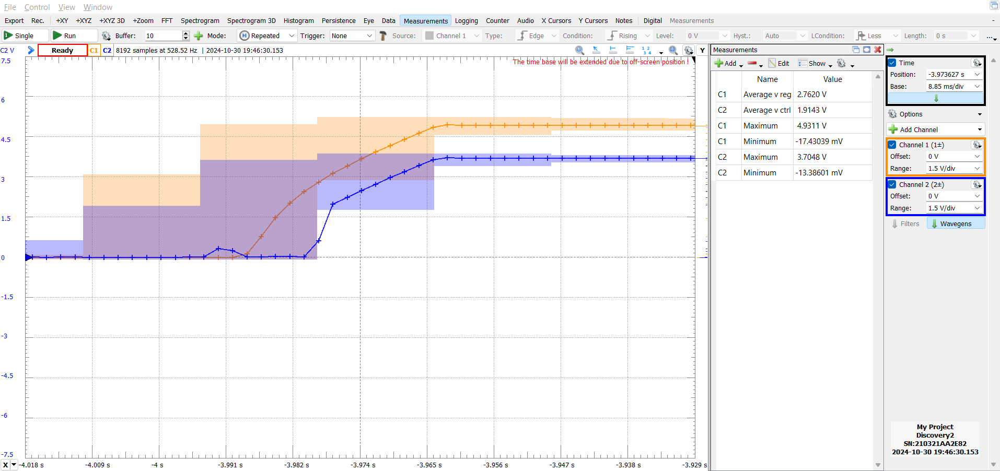 File Control View Window
Export Rec. +XY +XYZ +XYZ 3D +Zoom FFT Spectrogram Spectrogram 3D Histogram Persistence Eye Data Measurements Logging Counter Audio X Cursors Y Cursors Notes Digital Measurements -
1 Single Run Buffer: 10 Mode: Repeated Trigger: None Source: Channel 1 Type: Edge Condition: Rising Level: 0 V Hyst.: Auto LCondition: Less Length: 0 s ...
C2 V Ready C1 C2 8192 samples at 528.52 Hz | 2024-10-30 19:46:30.153 1 2 3 4 Y
The time base will be extended due to off-screen position !
7.5
6
4.5
3
1.5
0
-1.5
-3
-4.5
-6
-7.5
X -4.018 s -4.009 s -4 s -3.991 s -3.982 s -3.974 s -3.965 s -3.956 s -3.947 s -3.938 s -3.929 s
Measurements
Add Edit Show
Name Value
C1 Average v reg 2.7620 V
C2 Average v ctrl 1.9143 V
C1 Maximum 4.9311 V
C1 Minimum -17.43039 mV
C2 Maximum 3.7048 V
C2 Minimum -13.38601 mV
Time
Position: -3.973627 s
Base: 8.85 ms/div
Options
Add Channel
Channel 1 (1±)
Offset: 0 V
Range: 1.5 V/div
Channel 2 (2±)
Offset: 0 V
Range: 1.5 V/div
Filters Wavegens
My Project
Discovery2
SN:210321AA2E82
2024-10-30 19:46:30.153